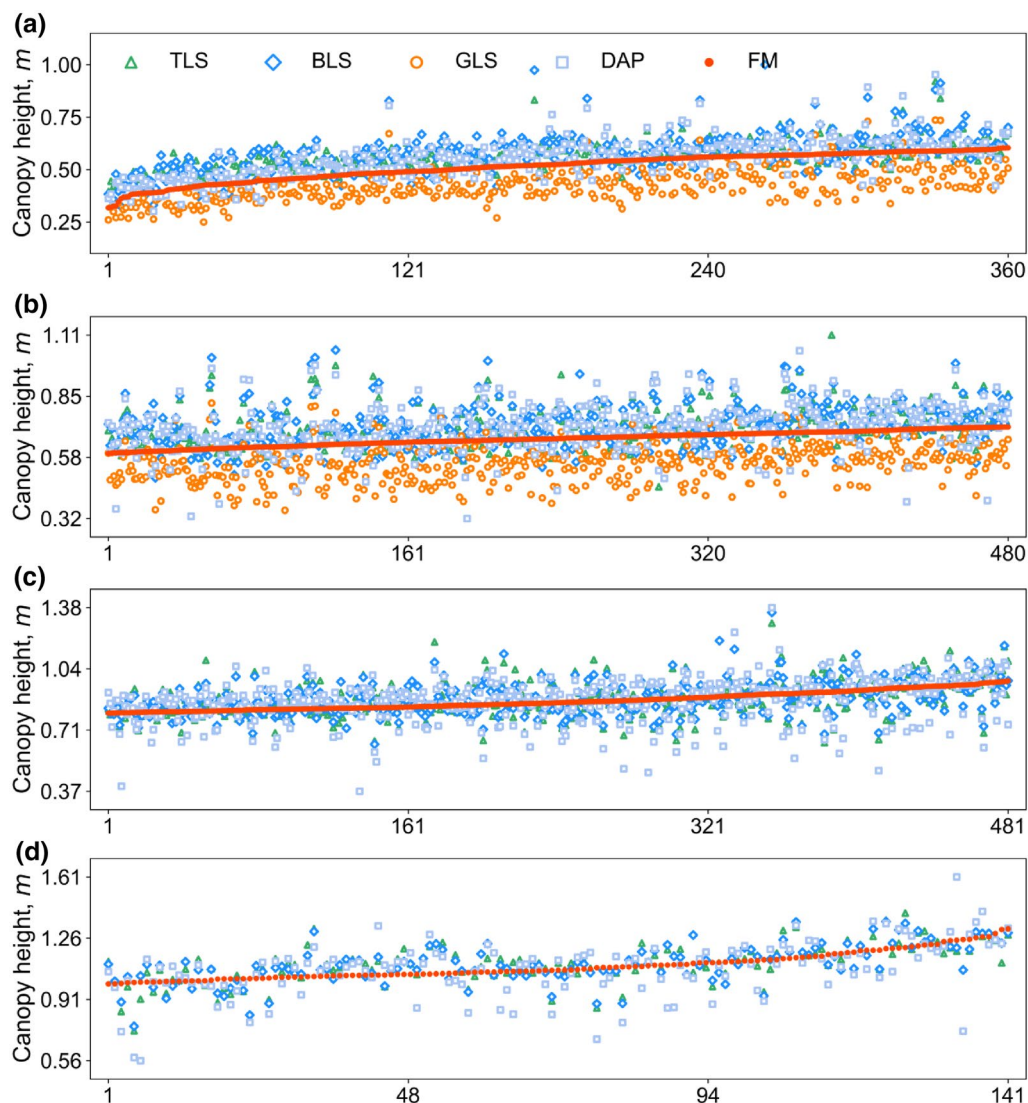 (a)
TLS BLS GLS DAP FM
Canopy height, m
1.00
0.75
0.50
0.25
1 121 240 360
(b)
Canopy height, m
1.11
0.85
0.58
0.32
1 161 320 480
(c)
Canopy height, m
1.38
1.04
0.71
0.37
1 161 321 481
(d)
Canopy height, m
1.61
1.26
0.91
0.56
1 48 94 141